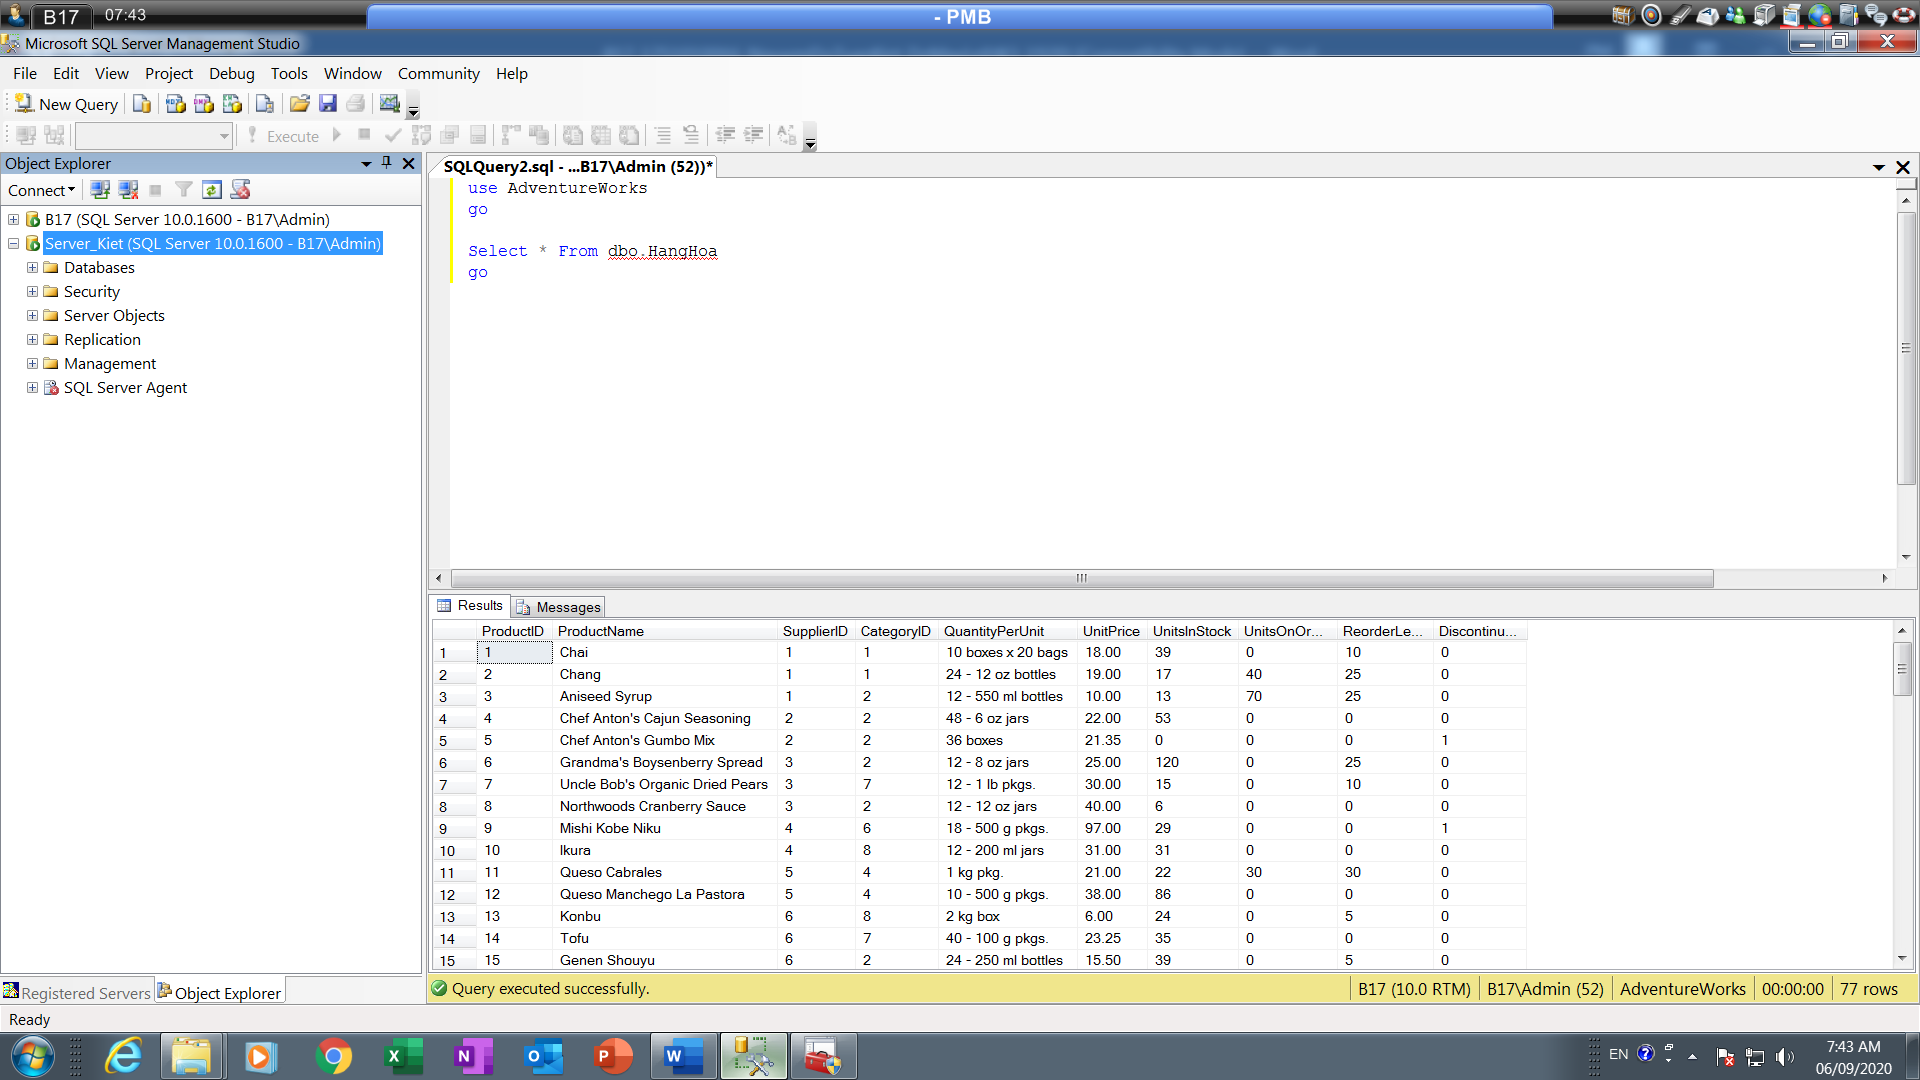 B17 07:43 - PMB
Microsoft SQL Server Management Studio
File Edit View Project Debug Tools Window Community Help
New Query
Execute
Object Explorer
Connect
B17 (SQL Server 10.0.1600 - B17\Admin)
Server_Kiet (SQL Server 10.0.1600 - B17\Admin)
Databases
Security
Server Objects
Replication
Management
SQL Server Agent
Registered Servers Object Explorer
SQLQuery2.sql - ...B17\Admin (52))*
use AdventureWorks
go
Select * From dbo.HangHoa
go
Results Messages
ProductID ProductName SupplierID CategoryID QuantityPerUnit UnitPrice UnitsInStock UnitsOnOr... ReorderLe... Discontinu...
1 1 Chai 1 1 10 boxes x 20 bags 18.00 39 0 10 0
2 2 Chang 1 1 24 - 12 oz bottles 19.00 17 40 25 0
3 3 Aniseed Syrup 1 2 12 - 550 ml bottles 10.00 13 70 25 0
4 4 Chef Anton's Cajun Seasoning 2 2 48 - 6 oz jars 22.00 53 0 0 0
5 5 Chef Anton's Gumbo Mix 2 2 36 boxes 21.35 0 0 0 1
6 6 Grandma's Boysenberry Spread 3 2 12 - 8 oz jars 25.00 120 0 25 0
7 7 Uncle Bob's Organic Dried Pears 3 7 12 - 1 lb pkgs. 30.00 15 0 10 0
8 8 Northwoods Cranberry Sauce 3 2 12 - 12 oz jars 40.00 6 0 0 0
9 9 Mishi Kobe Niku 4 6 18 - 500 g pkgs. 97.00 29 0 0 1
10 10 Ikura 4 8 12 - 200 ml jars 31.00 31 0 0 0
11 11 Queso Cabrales 5 4 1 kg pkg. 21.00 22 30 30 0
12 12 Queso Manchego La Pastora 5 4 10 - 500 g pkgs. 38.00 86 0 0 0
13 13 Konbu 6 8 2 kg box 6.00 24 0 5 0
14 14 Tofu 6 7 40 - 100 g pkgs. 23.25 35 0 0 0
15 15 Genen Shouyu 6 2 24 - 250 ml bottles 15.50 39 0 5 0
Query executed successfully. B17 (10.0 RTM) B17\Admin (52) AdventureWorks 00:00:00 77 rows
Ready
EN 7:43 AM
06/09/2020